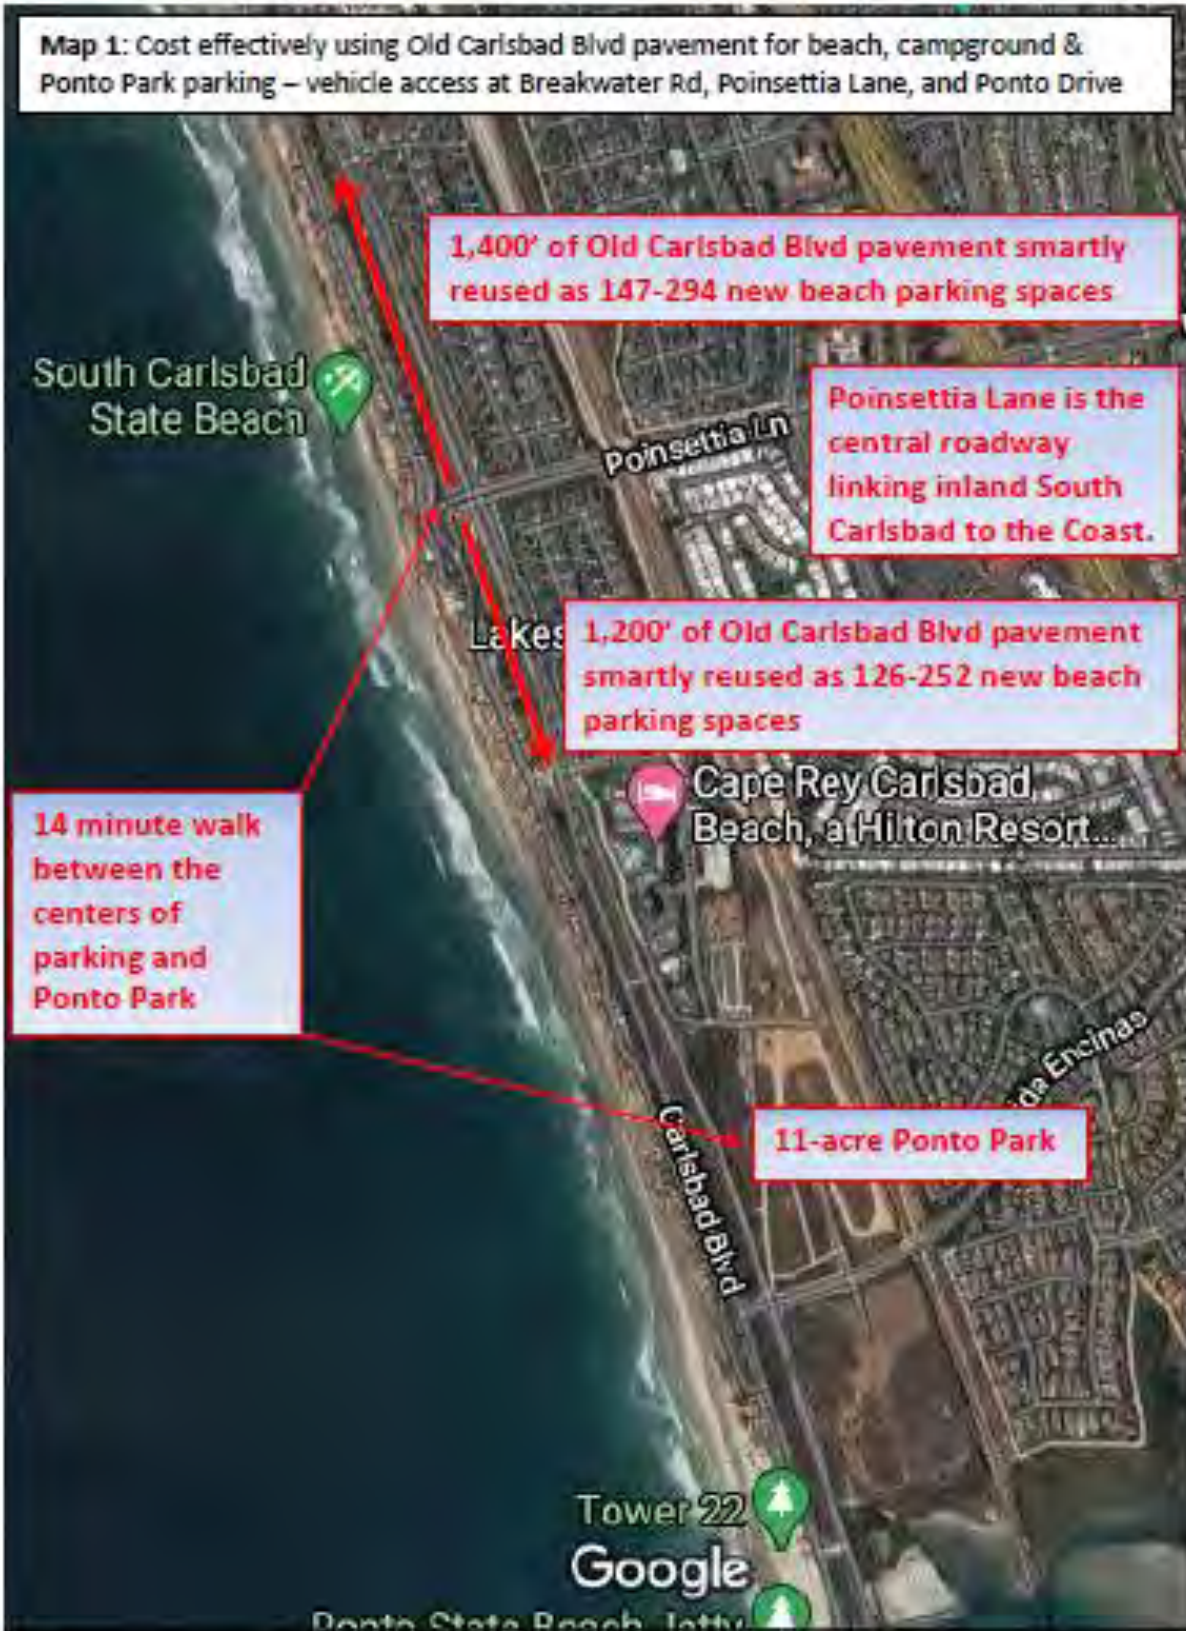 Map 1: Cost effectively using Old Carlsbad Blvd pavement for beach, campground &
Ponto Park parking – vehicle access at Breakwater Rd, Poinsettia Lane, and Ponto Drive
1,400' of Old Carlsbad Blvd pavement smartly
reused as 147-294 new beach parking spaces
South Carlsbad
State Beach
Poinsettia Ln
Poinsettia Lane is the
central roadway
linking inland South
Carlsbad to the Coast.
Lakes
1,200' of Old Carlsbad Blvd pavement
smartly reused as 126-252 new beach
parking spaces
Cape Rey Carlsbad
Beach, a Hilton Resort...
14 minute walk
between the
centers of
parking and
Ponto Park
da Encinas
11-acre Ponto Park
Carlsbad Blvd
Tower 22
Google
Ponto State Beach Jetty